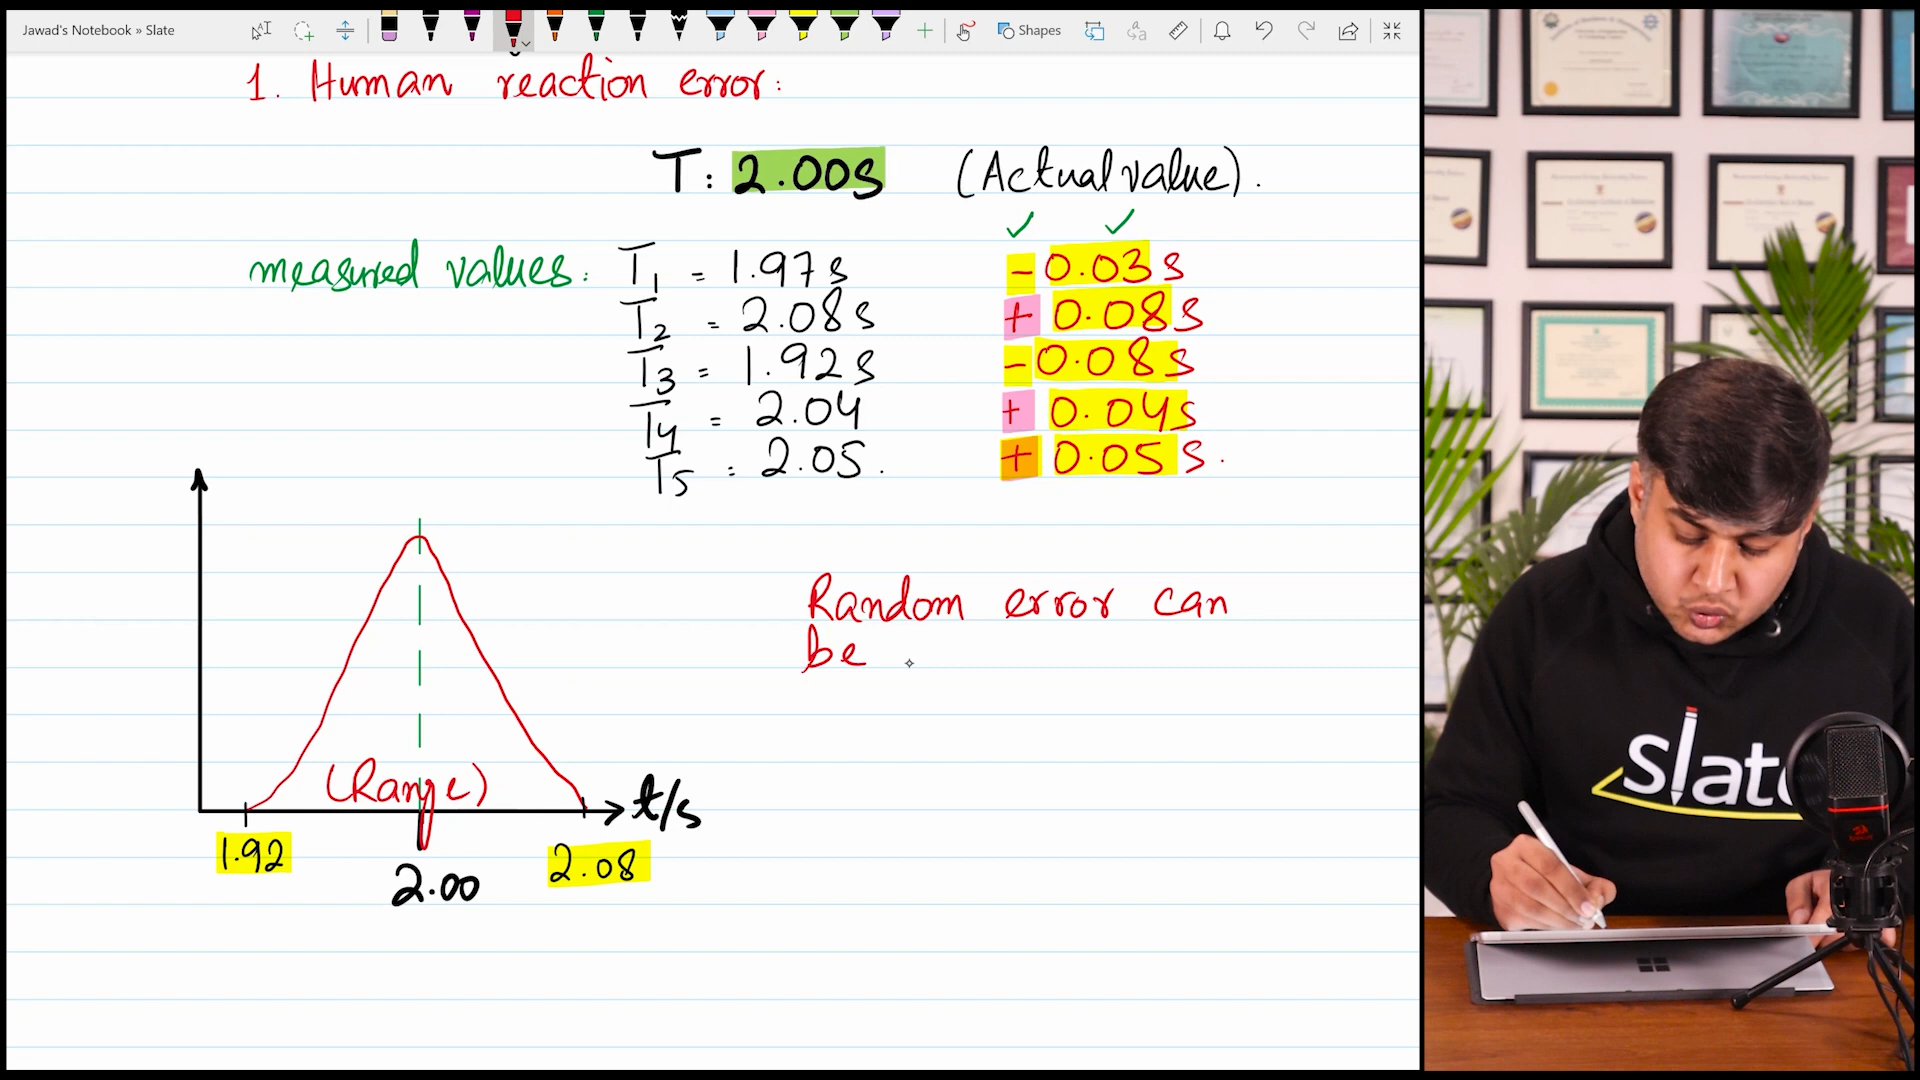 Jawad's Notebook » Slate
Shapes
1. Human reaction error:
T: 2.00s (Actual value).
measured values: T1 = 1.97s - 0.03s
T2 = 2.08s + 0.08s
T3 = 1.92s - 0.08s
T4 = 2.04 + 0.04s
T5 = 2.05. + 0.05s.
Random error can
be
(Range)
t/s
1.92
2.08
2.00
slate